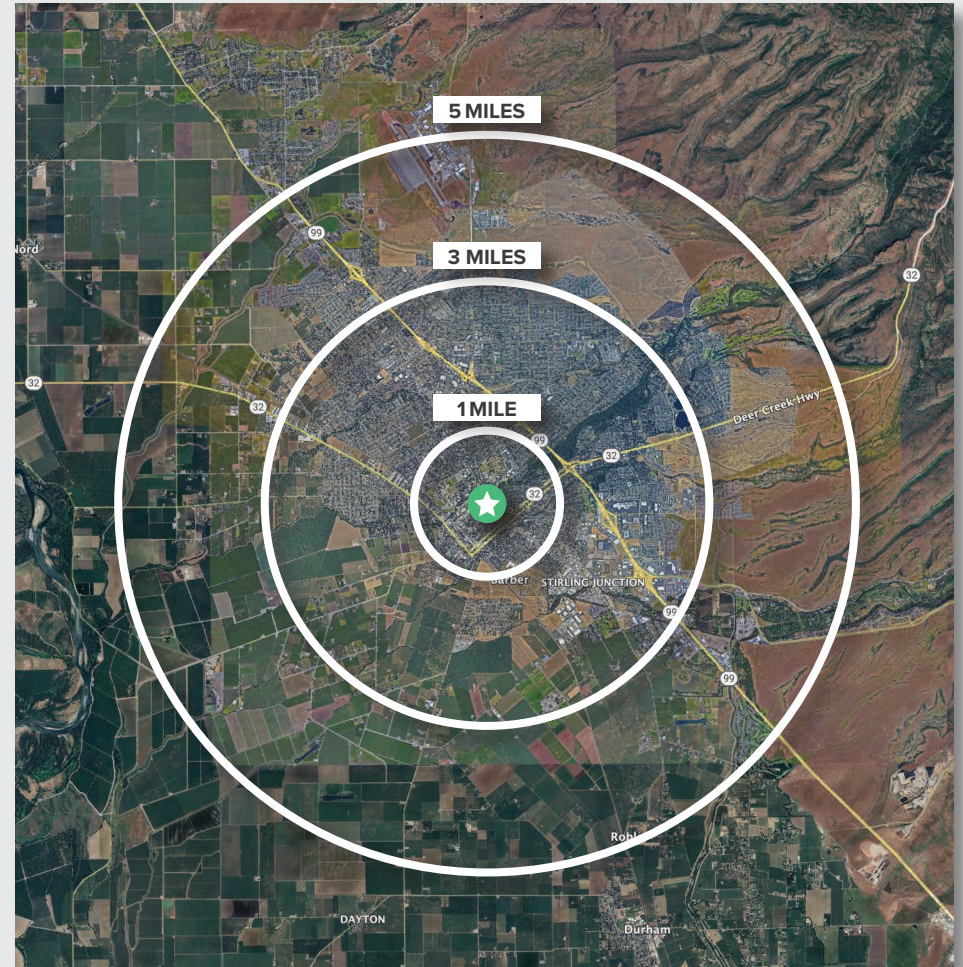 5 MILES
99
3 MILES
Nord
32
32
1 MILE
Deer Creek Hwy
32
99
32
32
Barber
STIRLING JUNCTION
99
99
DAYTON
Durham